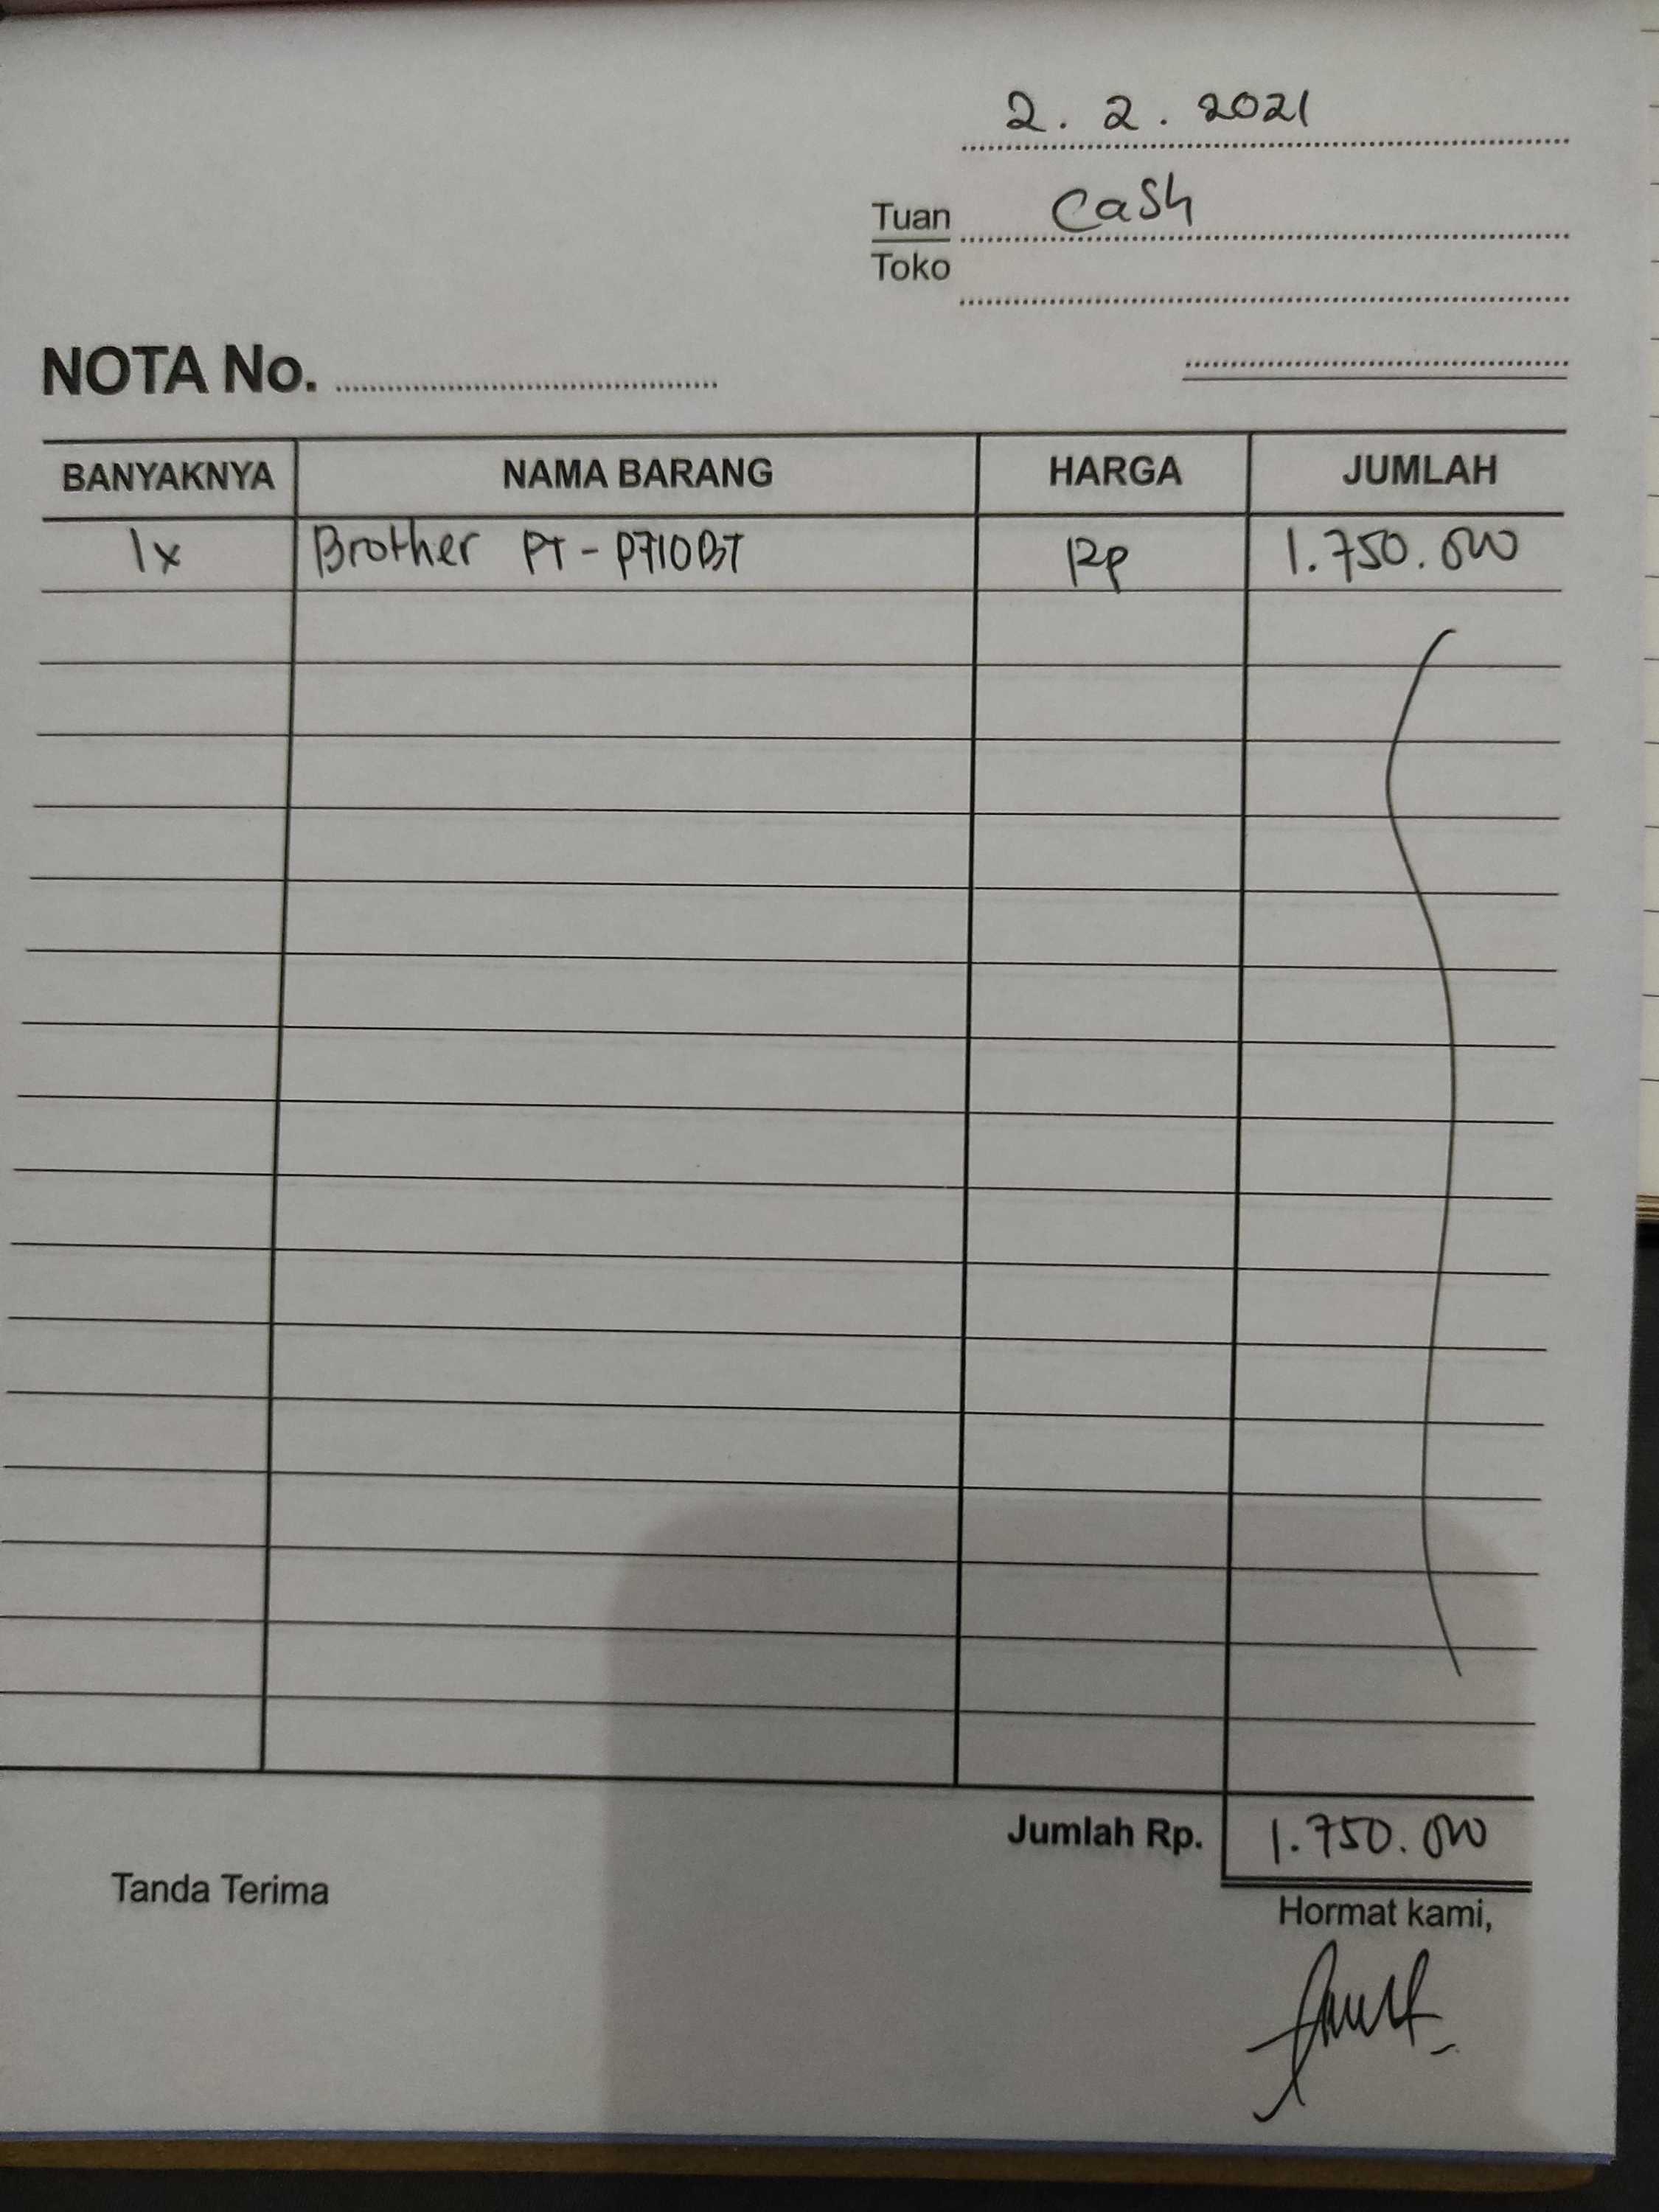 2. 2. 2021
Tuan Cash
Toko
NOTA No.
BANYAKNYA NAMA BARANG HARGA JUMLAH
1x Brother PT-P710BT Rp 1.750.000
Jumlah Rp. 1.750.000
Tanda Terima
Hormat kami,